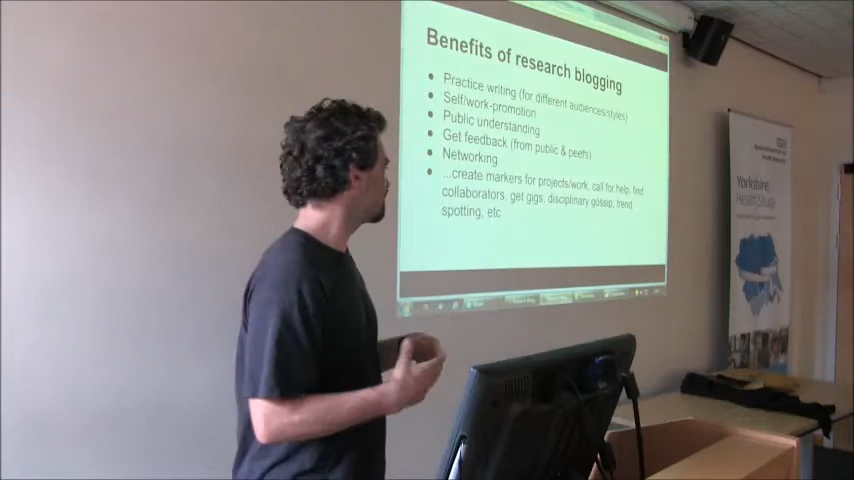 Benefits of research blogging
Practice writing (for different audiences/styles)
Self/work-promotion
Public understanding
Get feedback (from public & peers)
Networking
...create markers for projects/work, call for help, find
collaborators, get gigs, disciplinary gossip, trend
spotting, etc
NHS
Yorkshire
Health Study